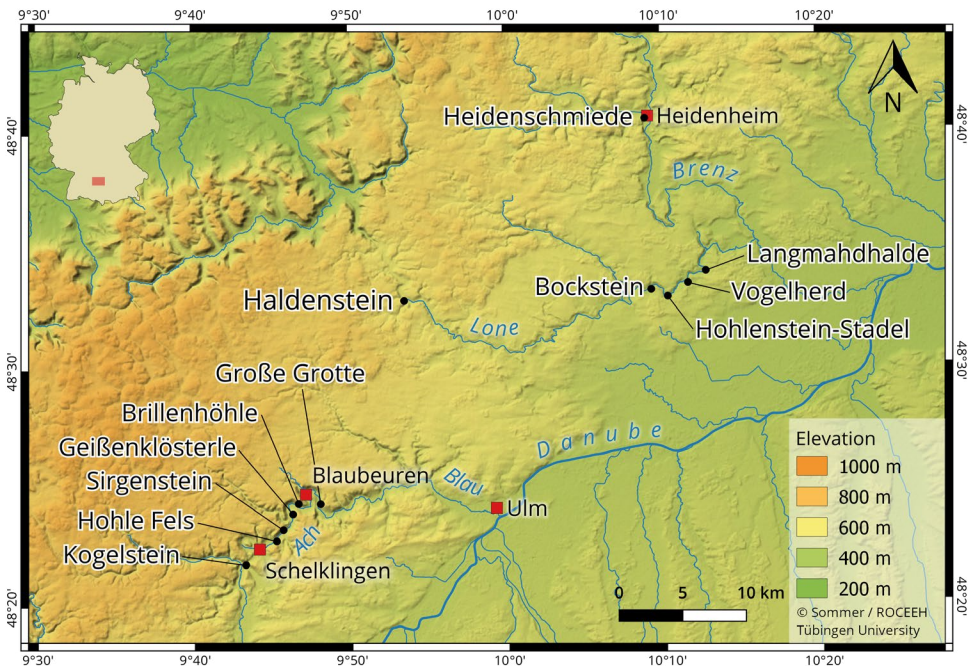 9°30' 9°40' 9°50' 10°0' 10°10' 10°20'
48°40' 48°40'
N
Heidenschmiede Heidenheim
Brenz
Langmahdhalde
Bockstein Vogelherd
Haldenstein
Lone Hohlenstein-Stadel
48°30' 48°30'
Große Grotte
Brillenhöhle
Danube
Geißenklösterle
Blaubeuren
Sirgenstein Blau
Ulm
Hohle Fels
Ach
Kogelstein
Schelklingen
Elevation
1000 m
800 m
600 m
400 m
200 m
0 5 10 km
48°20' 48°20'
© Sommer / ROCEEH
Tübingen University
9°30' 9°40' 9°50' 10°0' 10°10' 10°20'